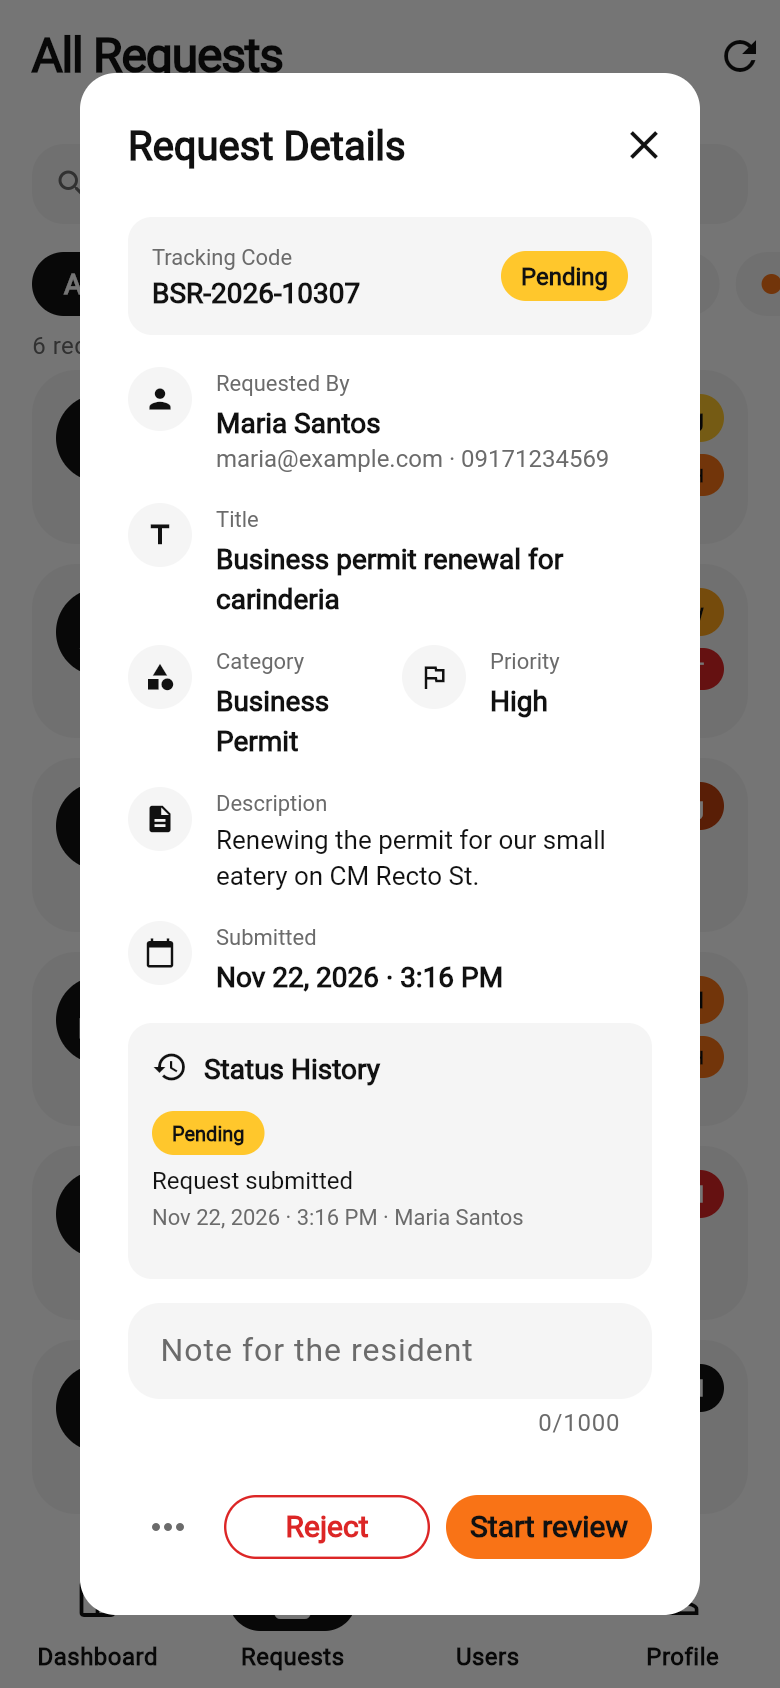 All Requests
Request Details
Tracking Code
BSR-2026-10307
Pending
6 rec
Requested By
Maria Santos
maria@example.com · 09171234569
Title
Business permit renewal for
carinderia
Category
Business
Permit
Priority
High
Description
Renewing the permit for our small
eatery on CM Recto St.
Submitted
Nov 22, 2026 · 3:16 PM
Status History
Pending
Request submitted
Nov 22, 2026 · 3:16 PM · Maria Santos
Note for the resident
0/1000
Reject
Start review
Dashboard
Requests
Users
Profile